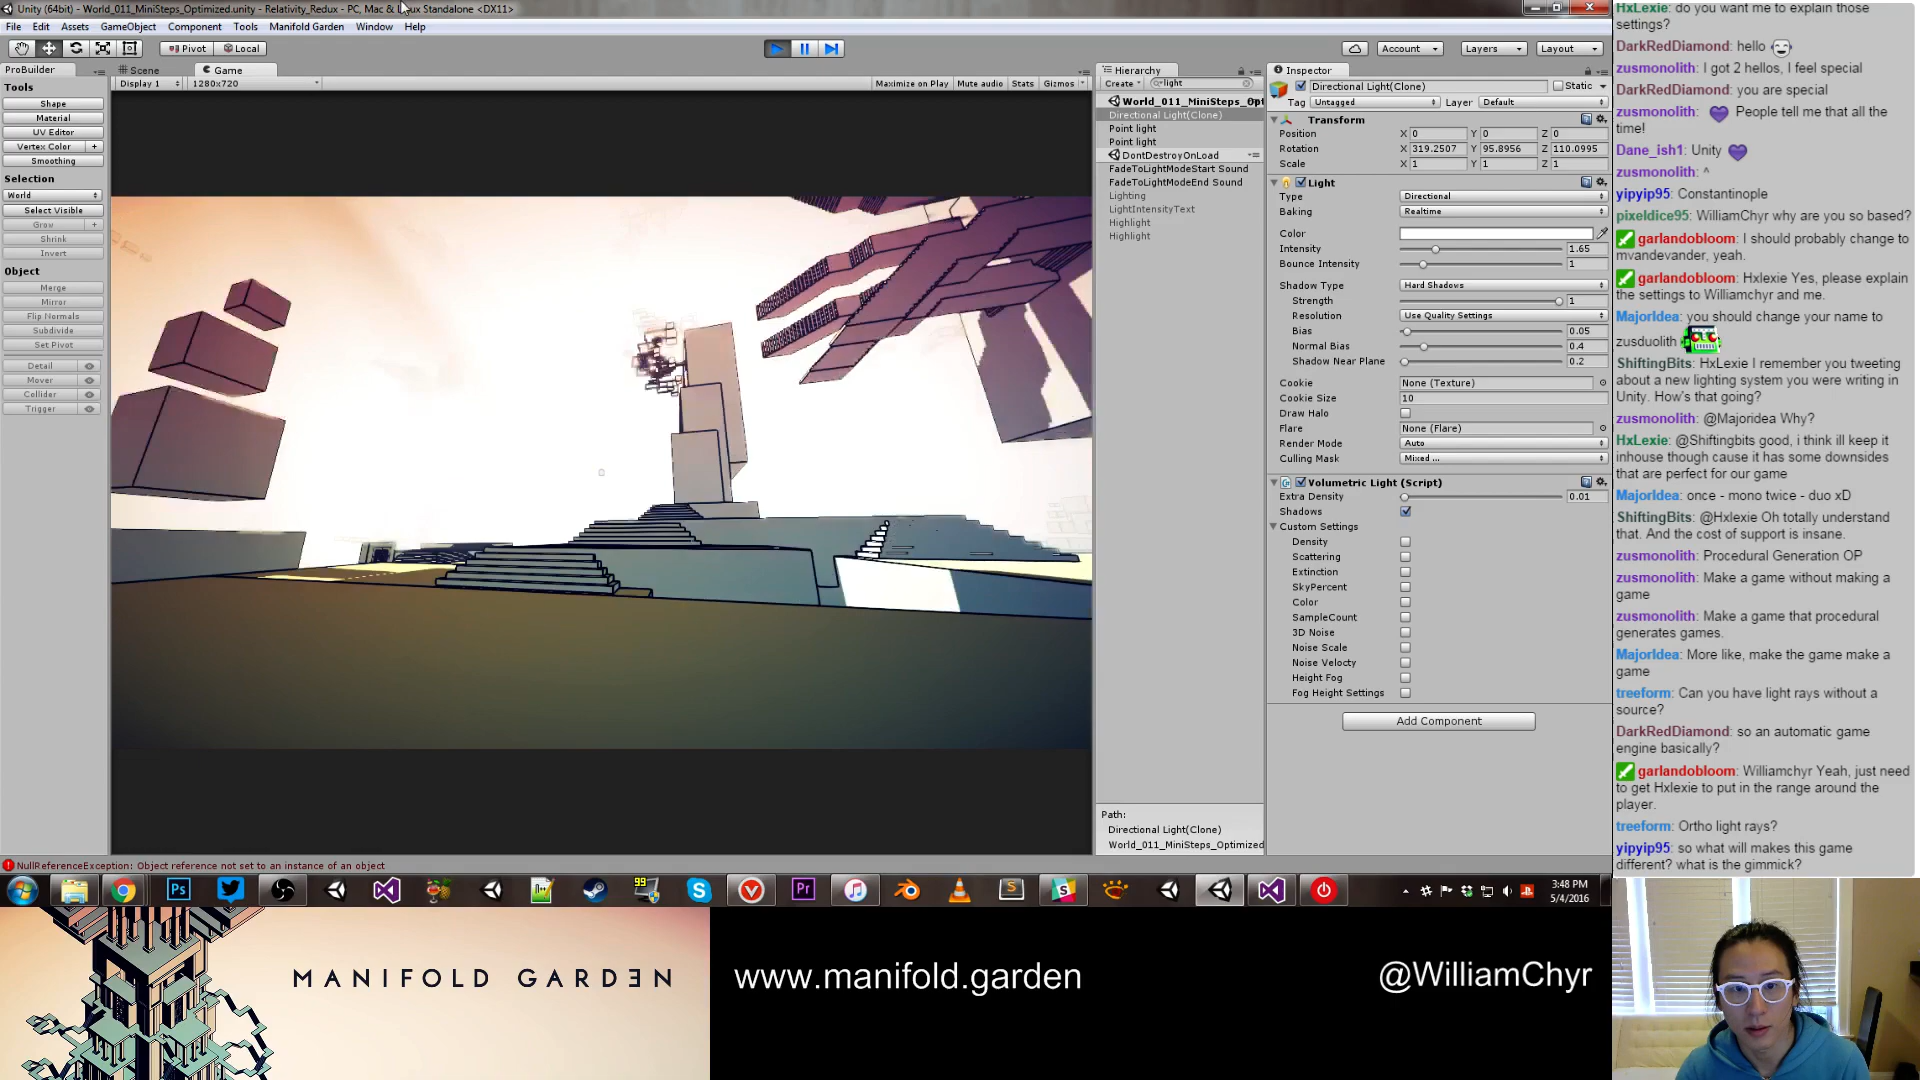 Unity (64bit) - World_011_MiniSteps_Optimized.unity - Relativity_Redux - PC, Mac & Linux Standalone <DX11>
File Edit Assets GameObject Component Tools Manifold Garden Window Help
Pivot Local Account Layers Layout
ProBuilder
Tools
Shape
Material
UV Editor
Vertex Color +
Smoothing
Selection
World
Select Visible
Grow +
Shrink
Invert
Object
Merge
Mirror
Flip Normals
Subdivide
Set Pivot
Detail
Mover
Collider
Trigger
Scene Game
Display 1 1280x720 Maximize on Play Mute audio Stats Gizmos
Hierarchy
Create light
World_011_MiniSteps_Opt
Directional Light(Clone)
Point light
Point light
DontDestroyOnLoad
FadeToLightModeStart Sound
FadeToLightModeEnd Sound
Lighting
LightIntensityText
Highlight
Highlight
Path:
Directional Light(Clone)
World_011_MiniSteps_Optimized
Inspector
Directional Light(Clone) Static
Tag Untagged Layer Default
Transform
Position X 0 Y 0 Z 0
Rotation X 319.2507 Y 95.8956 Z 110.0995
Scale X 1 Y 1 Z 1
Light
Type Directional
Baking Realtime
Color
Intensity 1.65
Bounce Intensity 1
Shadow Type Hard Shadows
Strength 1
Resolution Use Quality Settings
Bias 0.05
Normal Bias 0.4
Shadow Near Plane 0.2
Cookie None (Texture)
Cookie Size 10
Draw Halo
Flare None (Flare)
Render Mode Auto
Culling Mask Mixed ...
Volumetric Light (Script)
Extra Density 0.01
Shadows
Custom Settings
Density
Scattering
Extinction
SkyPercent
Color
SampleCount
3D Noise
Noise Scale
Noise Velocty
Height Fog
Fog Height Settings
Add Component
NullReferenceException: Object reference not set to an instance of an object
Ps 99 Pr S
3:48 PM
5/4/2016
HxLexie: do you want me to explain those
settings?
DarkRedDiamond: hello
zusmonolith: I got 2 hellos, I feel special
DarkRedDiamond: you are special
zusmonolith: People tell me that all the
time!
Dane_ish1: Unity
zusmonolith: ^
yipyip95: Constantinople
pixeldice95: WilliamChyr why are you so based?
garlandobloom: I should probably change to
mvandevander, yeah.
garlandobloom: Hxlexie Yes, please explain
the settings to Williamchyr and me.
MajorIdea: you should change your name to
zusduolith
ShiftingBits: HxLexie I remember you tweeting
about a new lighting system you were writing in
Unity. How's that going?
zusmonolith: @Majoridea Why?
HxLexie: @Shiftingbits good, i think ill keep it
inhouse though cause it has some downsides
that are perfect for our game
MajorIdea: once - mono twice - duo xD
ShiftingBits: @Hxlexie Oh totally understand
that. And the cost of support is insane.
zusmonolith: Procedural Generation OP
zusmonolith: Make a game without making a
game
zusmonolith: Make a game that procedural
generates games.
MajorIdea: More like, make the game make a
game
treeform: Can you have light rays without a
source?
DarkRedDiamond: so an automatic game
engine basically?
garlandobloom: Williamchyr Yeah, just need
to get Hxlexie to put in the range around the
player.
treeform: Ortho light rays?
yipyip95: so what will makes this game
different? what is the gimmick?
MANIFOLD GARDƎN
www.manifold.garden
@WilliamChyr